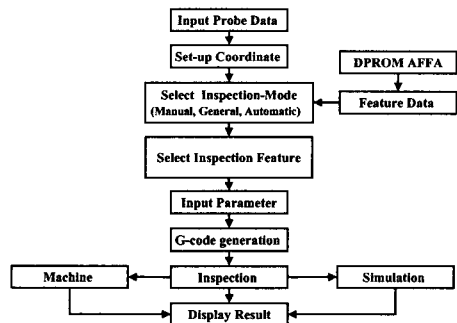 Input Probe Data
Set-up Coordinate
DPROM AFFA
Select Inspection-Mode
(Manual, General, Automatic)
Feature Data
Select Inspection Feature
Input Parameter
G-code generation
Machine
Inspection
Simulation
Display Result